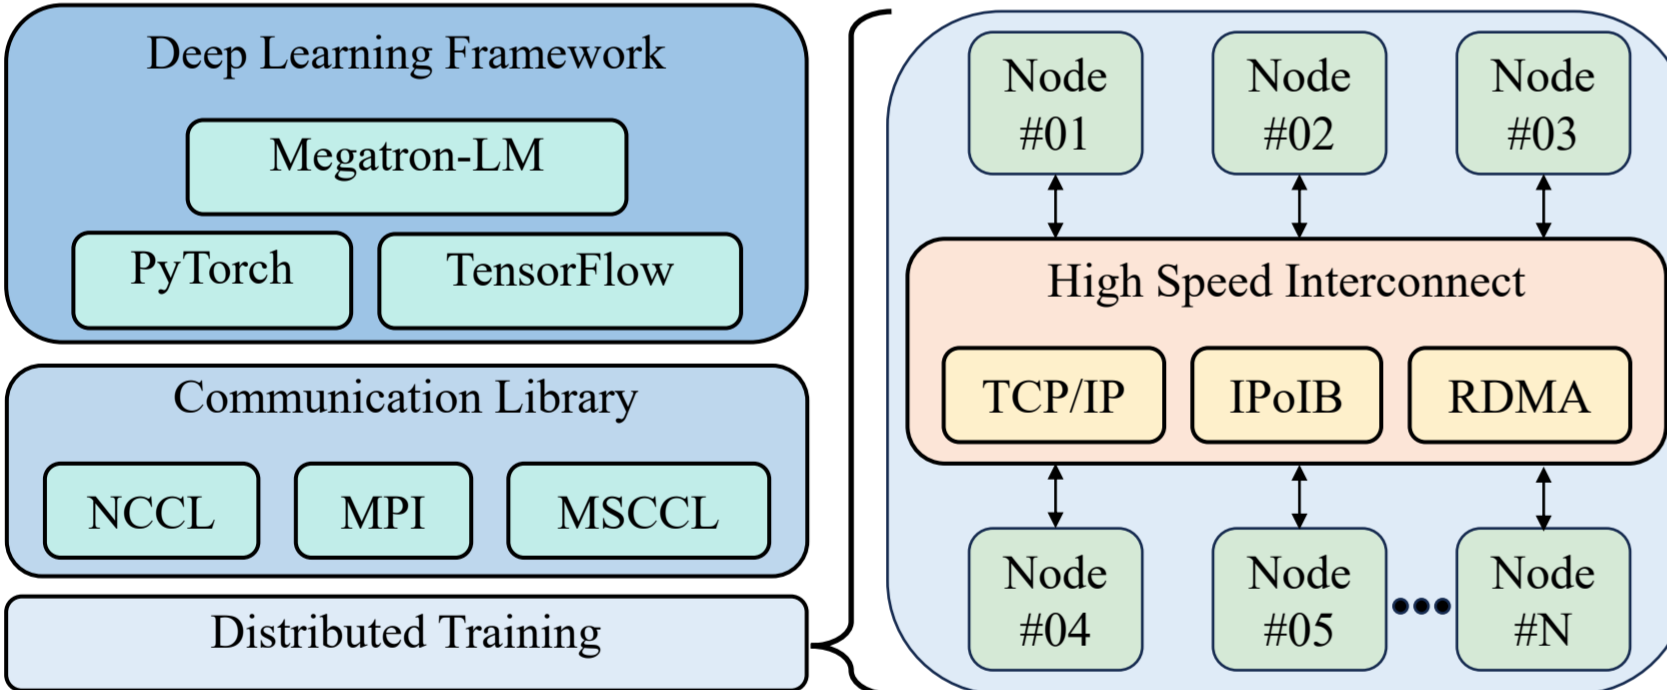 Deep Learning Framework
Megatron-LM
PyTorch
TensorFlow
Communication Library
NCCL
MPI
MSCCL
Distributed Training
Node
#01
Node
#02
Node
#03
High Speed Interconnect
TCP/IP
IPoIB
RDMA
Node
#04
Node
#05
Node
#N